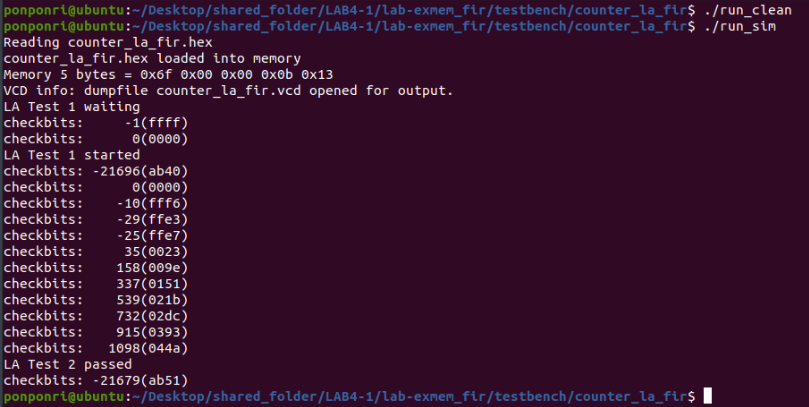 ponponri@ubuntu:~/Desktop/shared_folder/LAB4-1/lab-exmem_fir/testbench/counter_la_fir$ ./run_clean
ponponri@ubuntu:~/Desktop/shared_folder/LAB4-1/lab-exmem_fir/testbench/counter_la_fir$ ./run_sim
Reading counter_la_fir.hex
counter_la_fir.hex loaded into memory
Memory 5 bytes = 0x6f 0x00 0x00 0x0b 0x13
VCD info: dumpfile counter_la_fir.vcd opened for output.
LA Test 1 waiting
checkbits:     -1(ffff)
checkbits:      0(0000)
LA Test 1 started
checkbits: -21696(ab40)
checkbits:      0(0000)
checkbits:    -10(fff6)
checkbits:    -29(ffe3)
checkbits:    -25(ffe7)
checkbits:     35(0023)
checkbits:    158(009e)
checkbits:    337(0151)
checkbits:    539(021b)
checkbits:    732(02dc)
checkbits:    915(0393)
checkbits:   1098(044a)
LA Test 2 passed
checkbits: -21679(ab51)
ponponri@ubuntu:~/Desktop/shared_folder/LAB4-1/lab-exmem_fir/testbench/counter_la_fir$